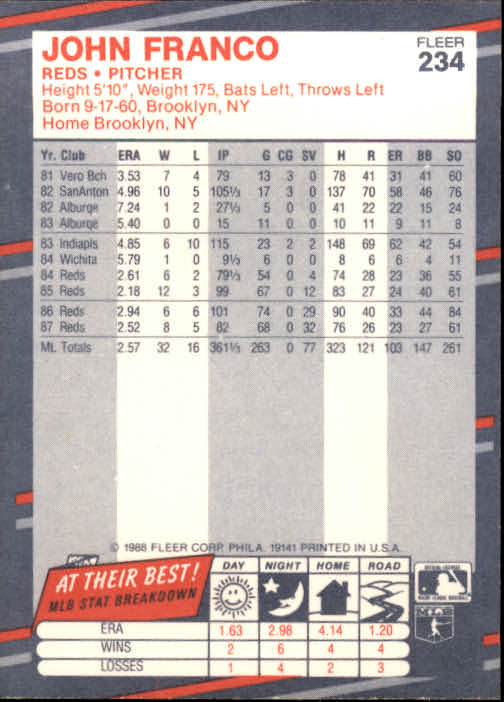 JOHN FRANCO
FLEER
234
REDS • PITCHER
Height 5'10", Weight 175, Bats Left, Throws Left
Born 9-17-60, Brooklyn, NY
Home Brooklyn, NY
Yr. Club ERA W L IP G CG SV H R ER BB SO
81 Vero Bch 3.53 7 4 79 13 3 0 78 41 31 41 60
82 SanAnton 4.96 10 5 105⅓ 17 3 0 137 70 58 46 76
82 Alburge 7.24 1 2 27⅓ 5 0 0 41 22 22 15 24
83 Alburge 5.40 0 0 15 11 0 0 10 11 9 11 8
83 Indiapls 4.85 6 10 115 23 2 2 148 69 62 42 54
84 Wichita 5.79 1 0 9⅓ 6 0 0 8 6 6 4 11
84 Reds 2.61 6 2 79⅓ 54 0 4 74 28 23 36 55
85 Reds 2.18 12 3 99 67 0 12 83 27 24 40 61
86 Reds 2.94 6 6 101 74 0 29 90 40 33 44 84
87 Reds 2.52 8 5 82 68 0 32 76 26 23 27 61
ML Totals 2.57 32 16 361⅓ 263 0 77 323 121 103 147 261
© 1988 FLEER CORP. PHILA. 19141 PRINTED IN U.S.A.
AT THEIR BEST!
MLB STAT BREAKDOWN
DAY NIGHT HOME ROAD
ERA 1.63 2.98 4.14 1.20
WINS 2 6 4 4
LOSSES 1 4 2 3